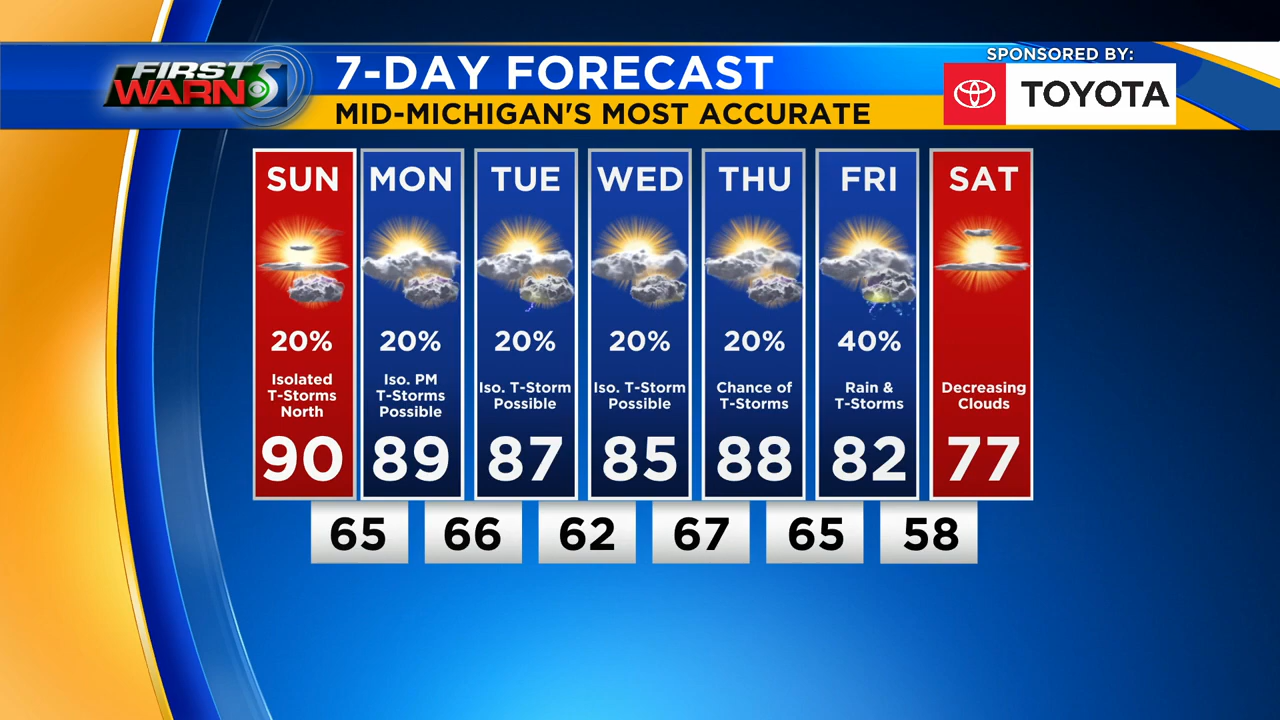 FIRST
WARN 5
7-DAY FORECAST
MID-MICHIGAN'S MOST ACCURATE
SPONSORED BY:
TOYOTA
SUN
20%
Isolated
T-Storms
North
90
MON
20%
Iso. PM
T-Storms
Possible
89
TUE
20%
Iso. T-Storm
Possible
87
WED
20%
Iso. T-Storm
Possible
85
THU
20%
Chance of
T-Storms
88
FRI
40%
Rain &
T-Storms
82
SAT
Decreasing
Clouds
77
65
66
62
67
65
58